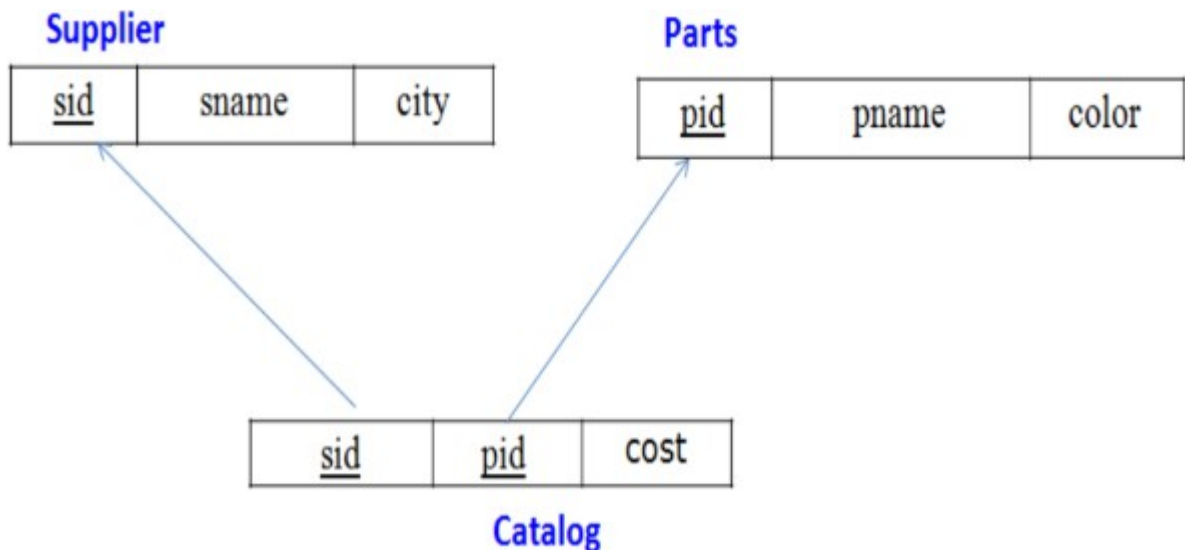 Supplier
sid sname city
Parts
pid pname color
sid pid cost
Catalog